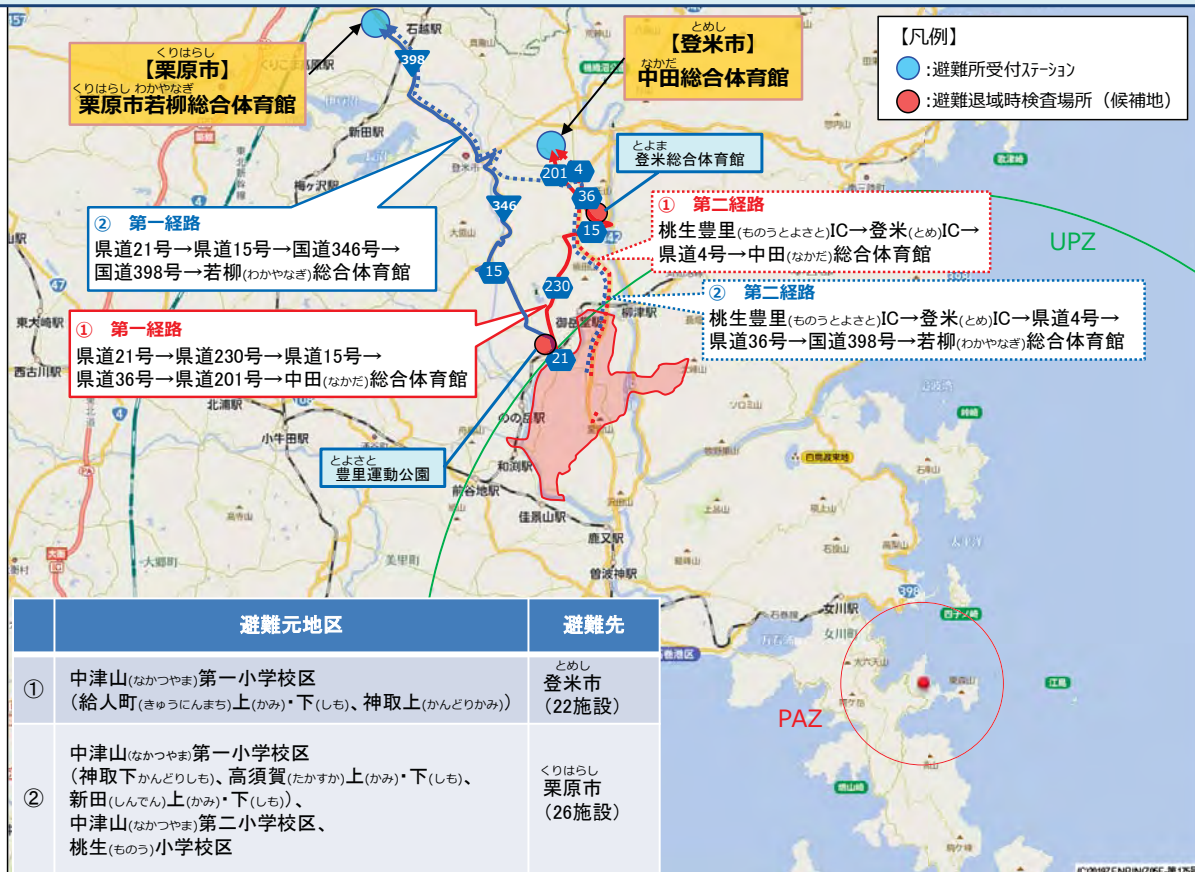 【凡例】
:避難所受付ステーション
:避難退域時検査場所（候補地）
くりはらし
【栗原市】
くりはらし わかやなぎ
栗原市若柳総合体育館
とめし
【登米市】
なかだ
中田総合体育館
とよま
登米総合体育館
② 第一経路
県道21号→県道15号→国道346号→
国道398号→若柳(わかやなぎ)総合体育館
① 第二経路
桃生豊里(ものうとよさと)IC→登米(とめ)IC→
県道4号→中田(なかだ)総合体育館
① 第一経路
県道21号→県道230号→県道15号→
県道36号→県道201号→中田(なかだ)総合体育館
② 第二経路
桃生豊里(ものうとよさと)IC→登米(とめ)IC→県道4号→
県道36号→国道398号→若柳(わかやなぎ)総合体育館
とよさと
豊里運動公園
UPZ
PAZ
398
201
4
36
15
346
15
230
21
石越駅
新田駅
登米市
梅ケ沢駅
御岳堂駅
柳津駅
東大崎駅
西古川駅
北浦駅
小牛田駅
のの岳駅
和渕駅
前谷地駅
佳景山駅
鹿又駅
曽波神駅
美里町
大郷町
女川駅
女川町
398
47
4
江島
避難元地区
避難先
①
中津山(なかつやま)第一小学校区
（給人町(きゅうにんまち)上(かみ)・下(しも)、神取上(かんどりかみ)）
とめし
登米市
（22施設）
②
中津山(なかつやま)第一小学校区
（神取下かんどりしも)、高須賀(たかすか)上(かみ)・下(しも)、
新田(しんでん)上(かみ)・下(しも)）、
中津山(なかつやま)第二小学校区、
桃生(ものう)小学校区
くりはらし
栗原市
（26施設）